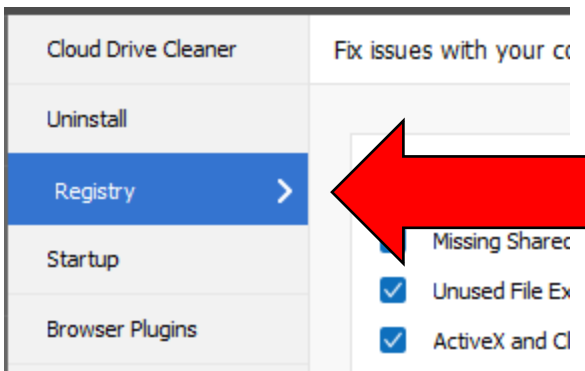 Cloud Drive Cleaner
Fix issues with your co
Uninstall
Registry
Missing Shared
Startup
Unused File Ex
Browser Plugins
ActiveX and Cl